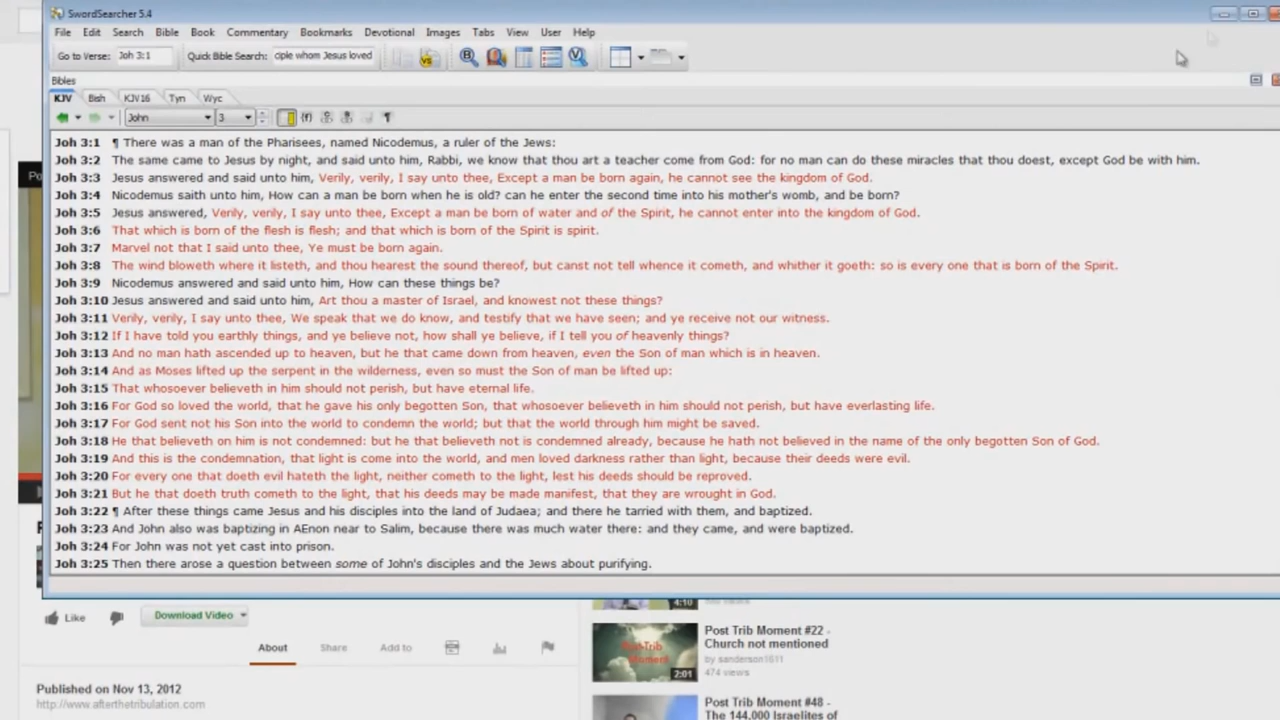 SwordSearcher 5.4
File Edit Search Bible Book Commentary Bookmarks Devotional Images Tabs View User Help
Go to Verse: Joh 3:1 Quick Bible Search: ciple whom Jesus loved
Bibles
KJV Bish KJV16 Tyn Wyc
John 3
Joh 3:1 ¶ There was a man of the Pharisees, named Nicodemus, a ruler of the Jews:
Joh 3:2 The same came to Jesus by night, and said unto him, Rabbi, we know that thou art a teacher come from God: for no man can do these miracles that thou doest, except God be with him.
Joh 3:3 Jesus answered and said unto him, Verily, verily, I say unto thee, Except a man be born again, he cannot see the kingdom of God.
Joh 3:4 Nicodemus saith unto him, How can a man be born when he is old? can he enter the second time into his mother's womb, and be born?
Joh 3:5 Jesus answered, Verily, verily, I say unto thee, Except a man be born of water and of the Spirit, he cannot enter into the kingdom of God.
Joh 3:6 That which is born of the flesh is flesh; and that which is born of the Spirit is spirit.
Joh 3:7 Marvel not that I said unto thee, Ye must be born again.
Joh 3:8 The wind bloweth where it listeth, and thou hearest the sound thereof, but canst not tell whence it cometh, and whither it goeth: so is every one that is born of the Spirit.
Joh 3:9 Nicodemus answered and said unto him, How can these things be?
Joh 3:10 Jesus answered and said unto him, Art thou a master of Israel, and knowest not these things?
Joh 3:11 Verily, verily, I say unto thee, We speak that we do know, and testify that we have seen; and ye receive not our witness.
Joh 3:12 If I have told you earthly things, and ye believe not, how shall ye believe, if I tell you of heavenly things?
Joh 3:13 And no man hath ascended up to heaven, but he that came down from heaven, even the Son of man which is in heaven.
Joh 3:14 And as Moses lifted up the serpent in the wilderness, even so must the Son of man be lifted up:
Joh 3:15 That whosoever believeth in him should not perish, but have eternal life.
Joh 3:16 For God so loved the world, that he gave his only begotten Son, that whosoever believeth in him should not perish, but have everlasting life.
Joh 3:17 For God sent not his Son into the world to condemn the world; but that the world through him might be saved.
Joh 3:18 He that believeth on him is not condemned: but he that believeth not is condemned already, because he hath not believed in the name of the only begotten Son of God.
Joh 3:19 And this is the condemnation, that light is come into the world, and men loved darkness rather than light, because their deeds were evil.
Joh 3:20 For every one that doeth evil hateth the light, neither cometh to the light, lest his deeds should be reproved.
Joh 3:21 But he that doeth truth cometh to the light, that his deeds may be made manifest, that they are wrought in God.
Joh 3:22 ¶ After these things came Jesus and his disciples into the land of Judaea; and there he tarried with them, and baptized.
Joh 3:23 And John also was baptizing in AEnon near to Salim, because there was much water there: and they came, and were baptized.
Joh 3:24 For John was not yet cast into prison.
Joh 3:25 Then there arose a question between some of John's disciples and the Jews about purifying.
Po
4:10
Like Download Video
About Share Add to
Published on Nov 13, 2012
http://www.afterthetribulation.com
Post-Trib
Moment
2:01
Post Trib Moment #22 -
Church not mentioned
by sanderson1611
474 views
Post Trib Moment #48 -
The 144,000 Israelites of